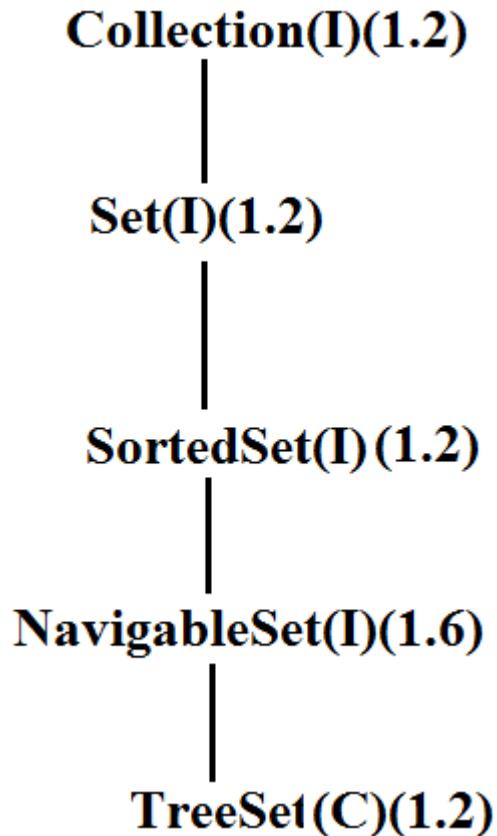 Collection(I)(1.2)
Set(I)(1.2)
SortedSet(I) (1.2)
NavigableSet(I)(1.6)
TreeSet(C)(1.2)